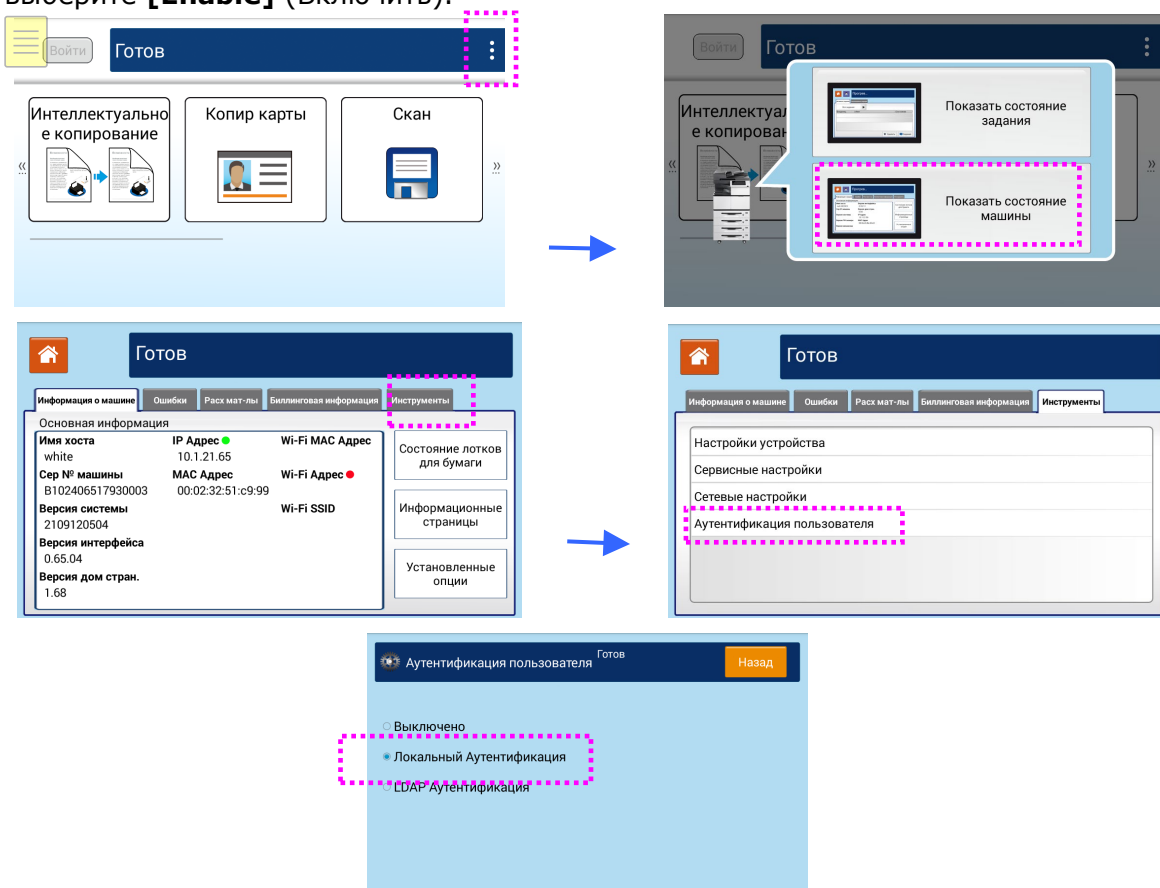 выберите [Enable] (Включить).
Войти
Готов
Интеллектуально
е копирование
Копир карты
Скан
«
»
Войти
Готов
Интеллектуал
е копирован
«
»
Показать состояние
задания
Показать состояние
машины
Готов
Информация о машине
Ошибки
Расх мат-лы
Биллинговая информация
Инструменты
Основная информация
Имя хоста
white
Сер № машины
B102406517930003
Версия системы
2109120504
Версия интерфейса
0.65.04
Версия дом стран.
1.68
IP Адрес
10.1.21.65
MAC Адрес
00:02:32:51:c9:99
Wi-Fi MAC Адрес
Wi-Fi Адрес
Wi-Fi SSID
Состояние лотков
для бумаги
Информационные
страницы
Установленные
опции
Готов
Информация о машине
Ошибки
Расх мат-лы
Биллинговая информация
Инструменты
Настройки устройства
Сервисные настройки
Сетевые настройки
Аутентификация пользователя
Аутентификация пользователя
Готов
Назад
Выключено
Локальный Аутентификация
LDAP Аутентификация